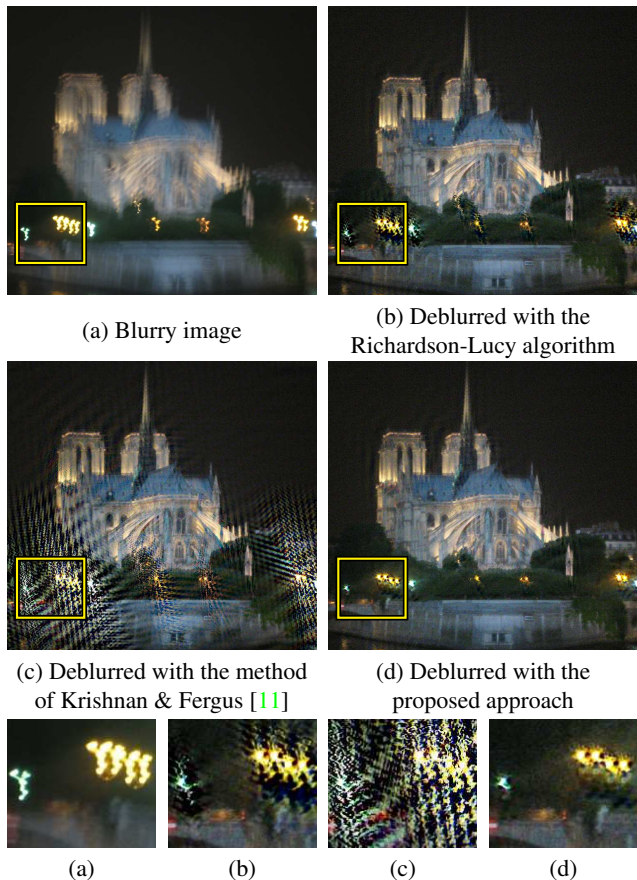 (a) Blurry image
(b) Deburred with the
Richardson-Lucy algorithm
(c) Deblurred with the method
of Krishnan & Fergus [11]
(d) Deblurred with the
proposed approach
(a)
(b)
(c)
(d)